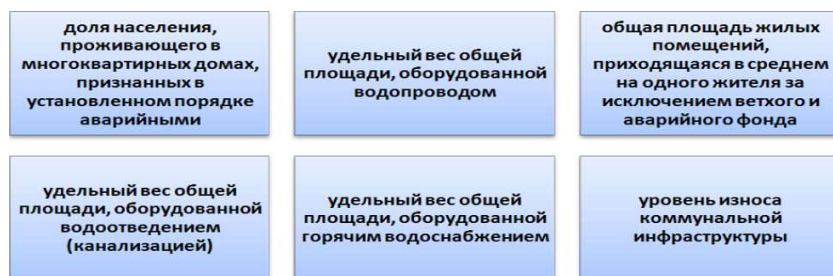 доля населения,
проживающего в
многоквартирных домах,
признанных в
установленном порядке
аварийными
удельный вес общей
площади, оборудованной
водопроводом
общая площадь жилых
помещений,
приходящаяся в среднем
на одного жителя за
исключением ветхого и
аварийного фонда
удельный вес общей
площади, оборудованной
водоотведением
(канализацией)
удельный вес общей
площади, оборудованной
горячим водоснабжением
уровень износа
коммунальной
инфраструктуры